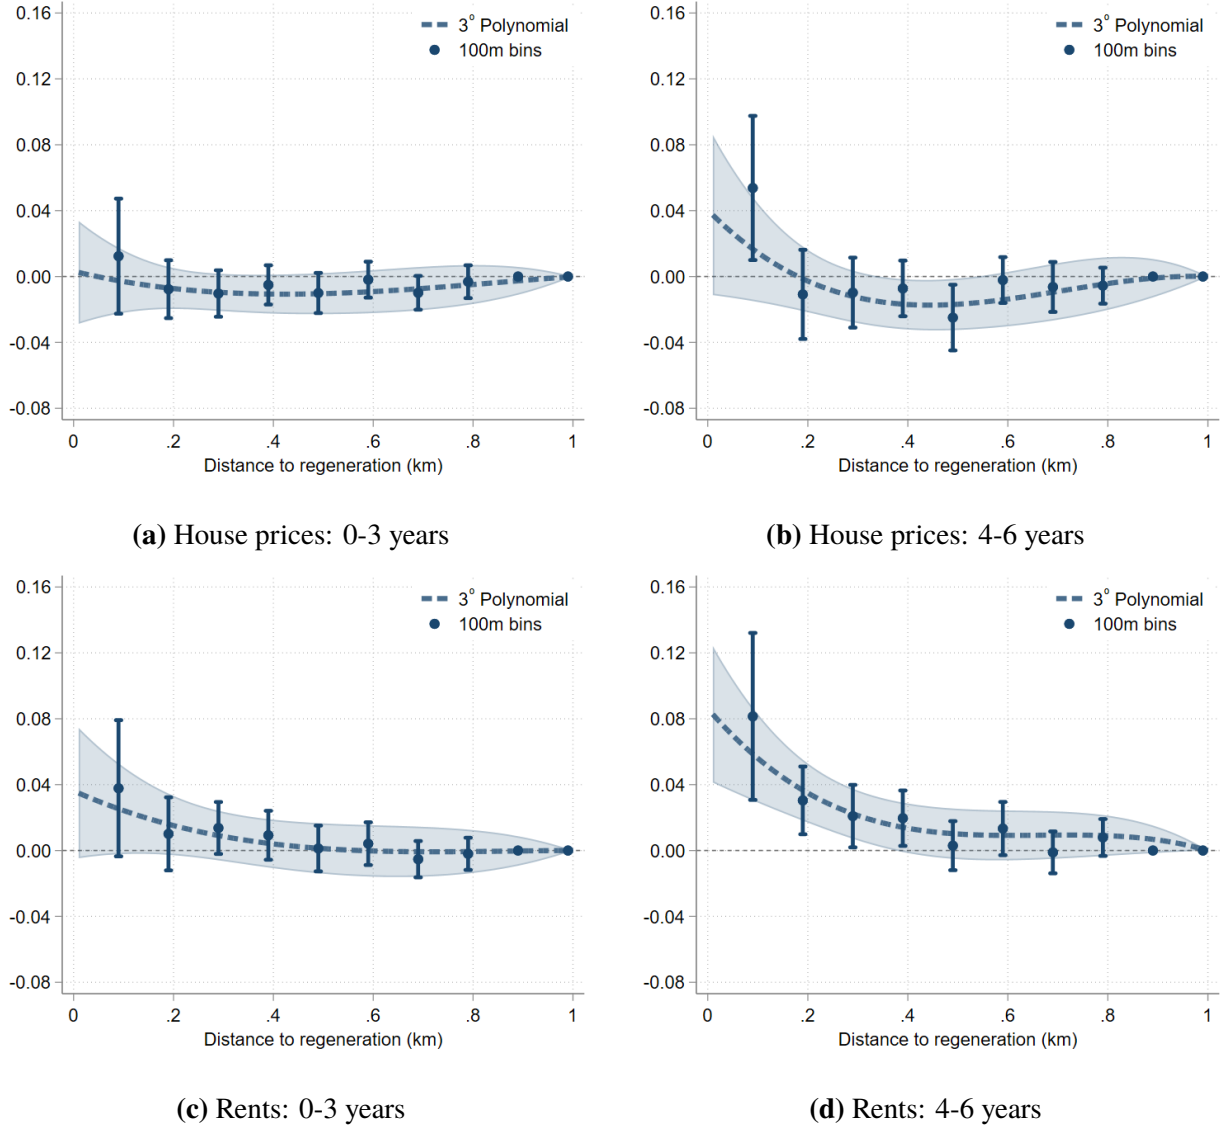 0.16
0.12
0.08
0.04
0.00
-0.04
-0.08
3° Polynomial
100m bins
0 .2 .4 .6 .8 1
Distance to regeneration (km)
(a) House prices: 0-3 years
0.16
0.12
0.08
0.04
0.00
-0.04
-0.08
3° Polynomial
100m bins
0 .2 .4 .6 .8 1
Distance to regeneration (km)
(b) House prices: 4-6 years
0.16
0.12
0.08
0.04
0.00
-0.04
-0.08
3° Polynomial
100m bins
0 .2 .4 .6 .8 1
Distance to regeneration (km)
(c) Rents: 0-3 years
0.16
0.12
0.08
0.04
0.00
-0.04
-0.08
3° Polynomial
100m bins
0 .2 .4 .6 .8 1
Distance to regeneration (km)
(d) Rents: 4-6 years